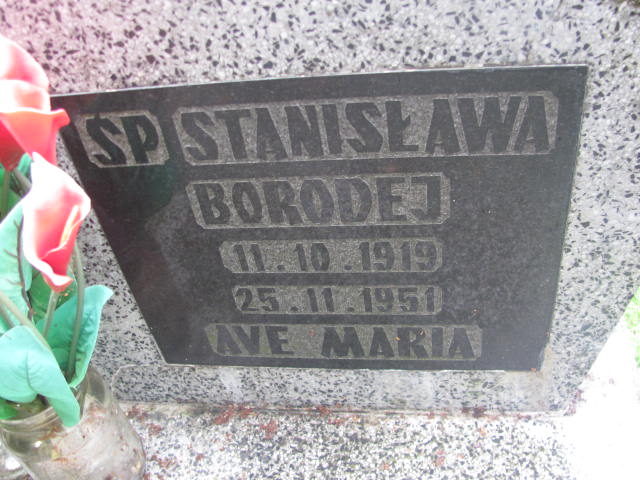 ŚP STANISŁAWA
BORODEJ
11.10.1919
25.11.1951
AVE MARIA